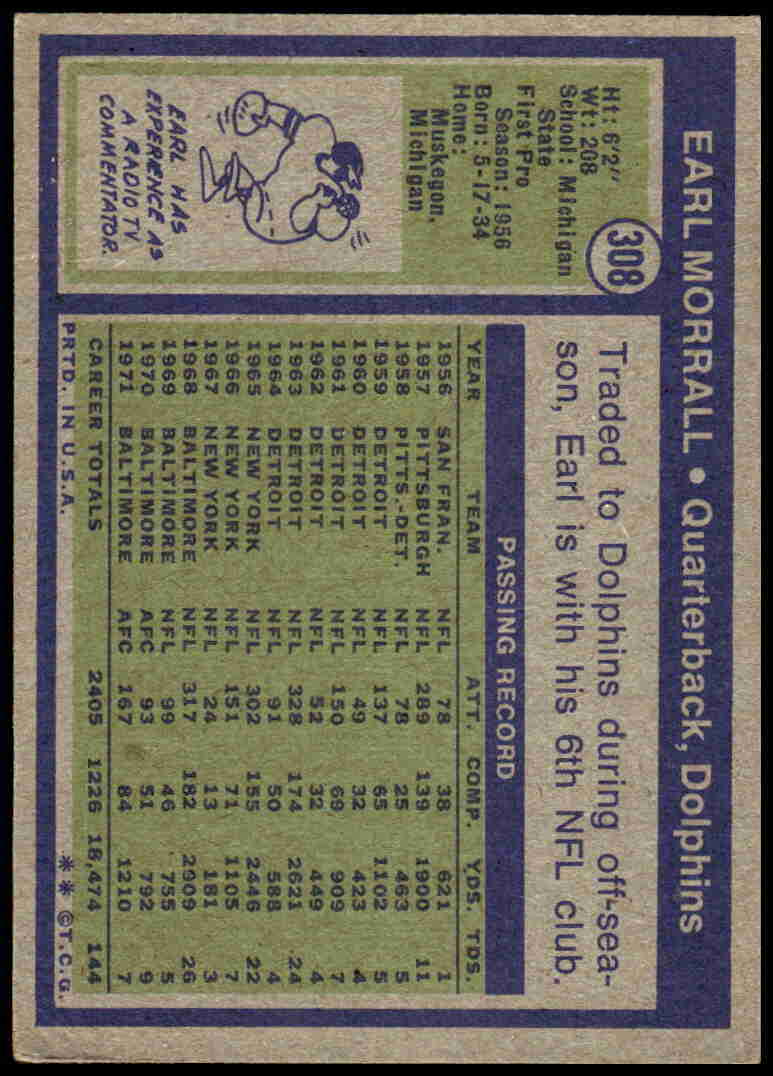 EARL MORRALL • Quarterback, Dolphins
308
Ht: 6'2"
Wt: 208
School: Michigan
State
First Pro
Season: 1956
Born: 5-17-34
Home:
Muskegon,
Michigan
EARL HAS
EXPERIENCE AS
A RADIO TV
COMMENTATOR.
Traded to Dolphins during off-sea-
son, Earl is with his 6th NFL club.
PASSING RECORD
YEAR TEAM ATT. COMP. YDS. TDS.
1956 SAN FRAN. NFL 78 38 621 1
1957 PITTSBURGH NFL 289 139 1900 11
1958 PITTS.-DET. NFL 78 25 463 5
1959 DETROIT NFL 137 65 1102 5
1960 DETROIT NFL 49 32 423 4
1961 DETROIT NFL 150 69 909 7
1962 DETROIT NFL 52 32 449 4
1963 DETROIT NFL 328 174 2621 24
1964 DETROIT NFL 91 50 588 4
1965 NEW YORK NFL 302 155 2446 22
1966 NEW YORK NFL 151 71 1105 7
1967 NEW YORK NFL 24 13 181 3
1968 BALTIMORE NFL 317 182 2909 26
1969 BALTIMORE NFL 99 46 755 5
1970 BALTIMORE AFC 93 51 792 9
1971 BALTIMORE AFC 167 84 1210 7
CAREER TOTALS 2405 1226 18,474 144
PRTD. IN U.S.A. ** ©T.C.G.